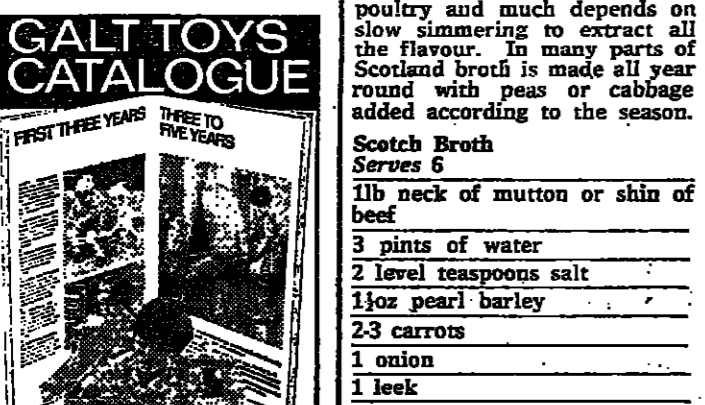 GALT TOYS
CATALOGUE
FIRST THREE YEARS
THREE TO
FIVE YEARS
poultry and much depends on
slow simmering to extract all
the flavour. In many parts of
Scotland broth is made all year
round with peas or cabbage
added according to the season.
Scotch Broth
Serves 6
1lb neck of mutton or shin of
beef
3 pints of water
2 level teaspoons salt
1½oz pearl barley
2-3 carrots
1 onion
1 leek